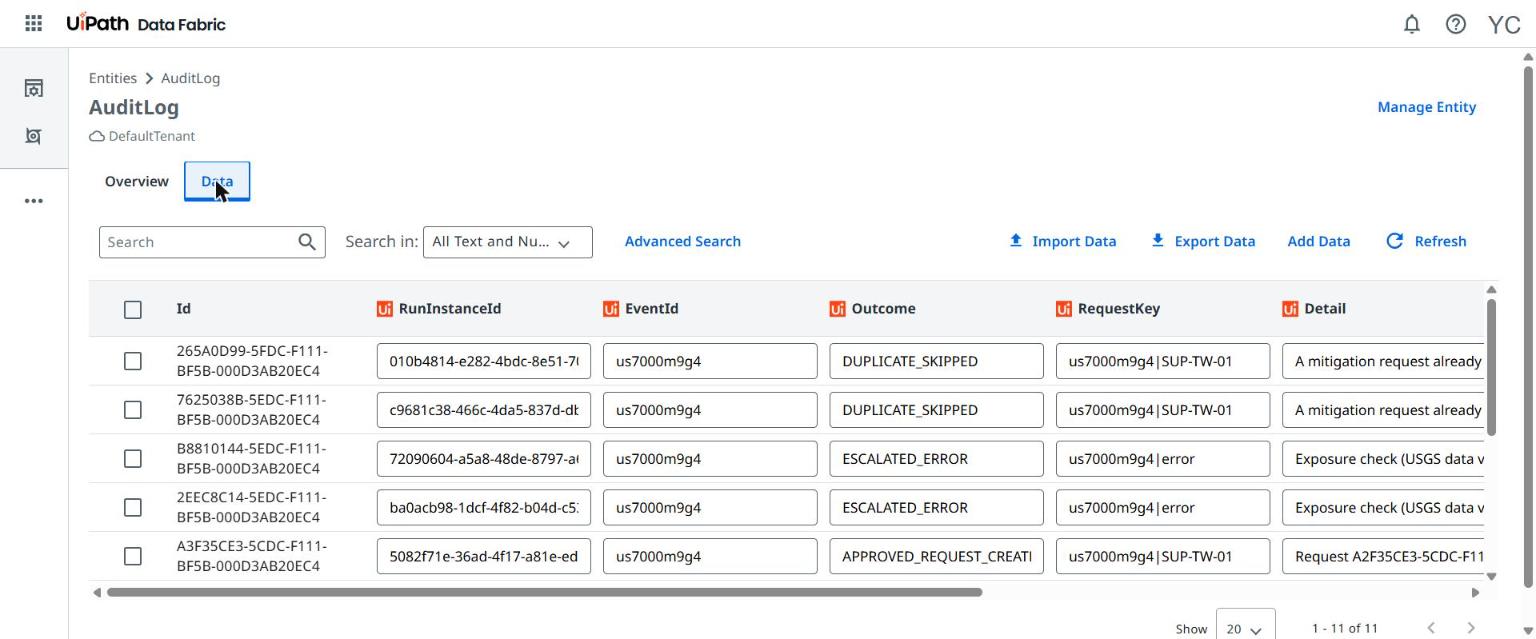 UiPath Data Fabric
YC
Entities > AuditLog
AuditLog
Manage Entity
DefaultTenant
Overview Data
Search Search in: All Text and Nu... Advanced Search Import Data Export Data Add Data Refresh
Id Ui RunInstanceId Ui EventId Ui Outcome Ui RequestKey Ui Detail
265A0D99-5FDC-F111-
BF5B-000D3AB20EC4
010b4814-e282-4bdc-8e51-7 us7000m9g4 DUPLICATE_SKIPPED us7000m9g4|SUP-TW-01 A mitigation request already
7625038B-5EDC-F111-
BF5B-000D3AB20EC4
c9681c38-466c-4da5-837d-db us7000m9g4 DUPLICATE_SKIPPED us7000m9g4|SUP-TW-01 A mitigation request already
B8810144-5EDC-F111-
BF5B-000D3AB20EC4
72090604-a5a8-48de-8797-a us7000m9g4 ESCALATED_ERROR us7000m9g4|error Exposure check (USGS data v
2EEC8C14-5EDC-F111-
BF5B-000D3AB20EC4
ba0acb98-1dcf-4f82-b04d-c5 us7000m9g4 ESCALATED_ERROR us7000m9g4|error Exposure check (USGS data v
A3F35CE3-5CDC-F111-
BF5B-000D3AB20EC4
5082f71e-36ad-4f17-a81e-ed us7000m9g4 APPROVED_REQUEST_CREATI us7000m9g4|SUP-TW-01 Request A2F35CE3-5CDC-F11
Show 20 1 - 11 of 11